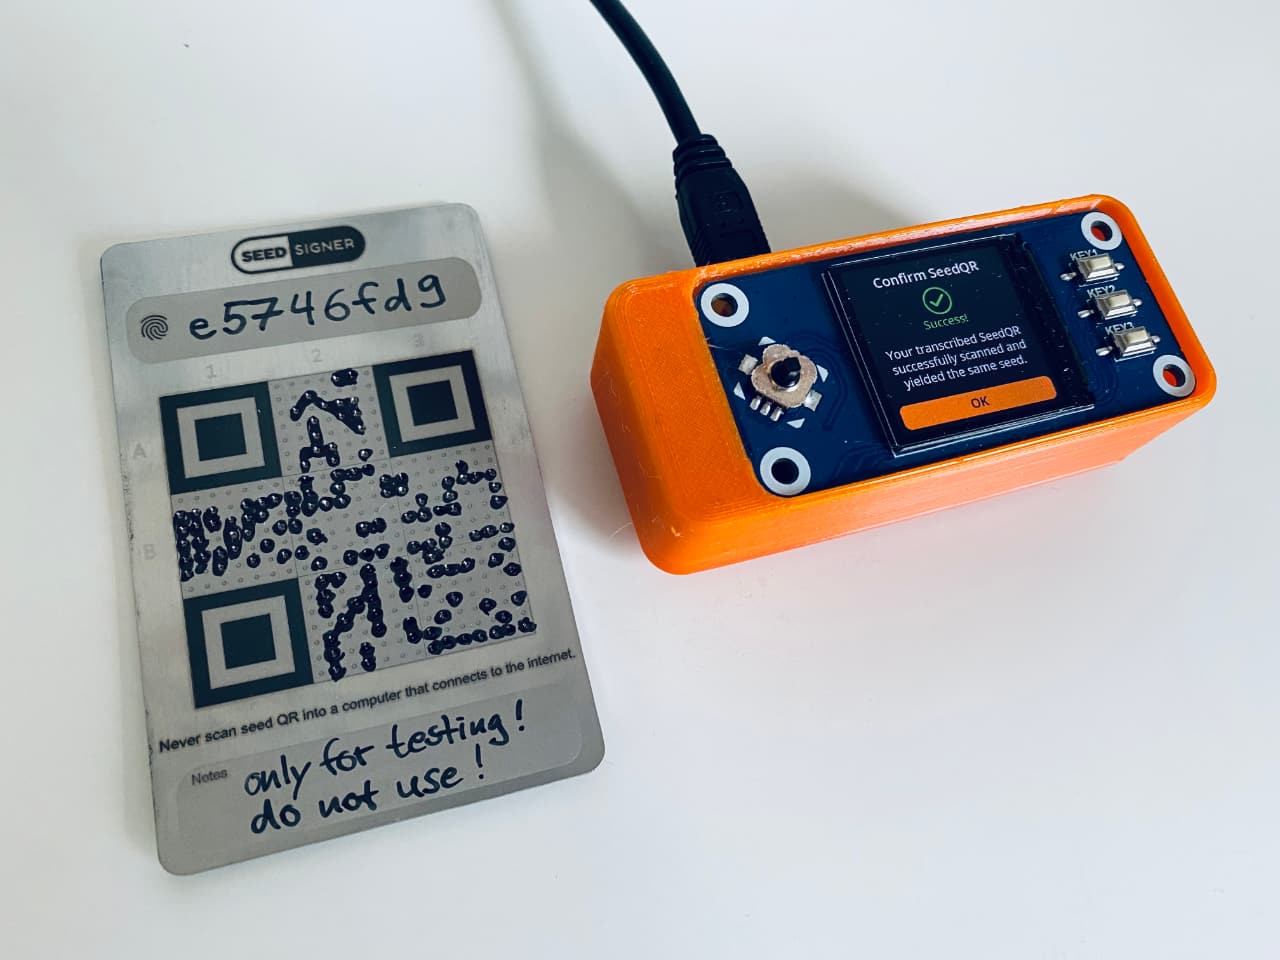 SEED SIGNER
e5746fd9
1 2 3
A
B
Never scan seed QR into a computer that connects to the internet.
Notes
only for testing!
do not use!
Confirm SeedQR
Success!
Your transcribed SeedQR
successfully scanned and
yielded the same seed.
OK
KEY1
KEY2
KEY3